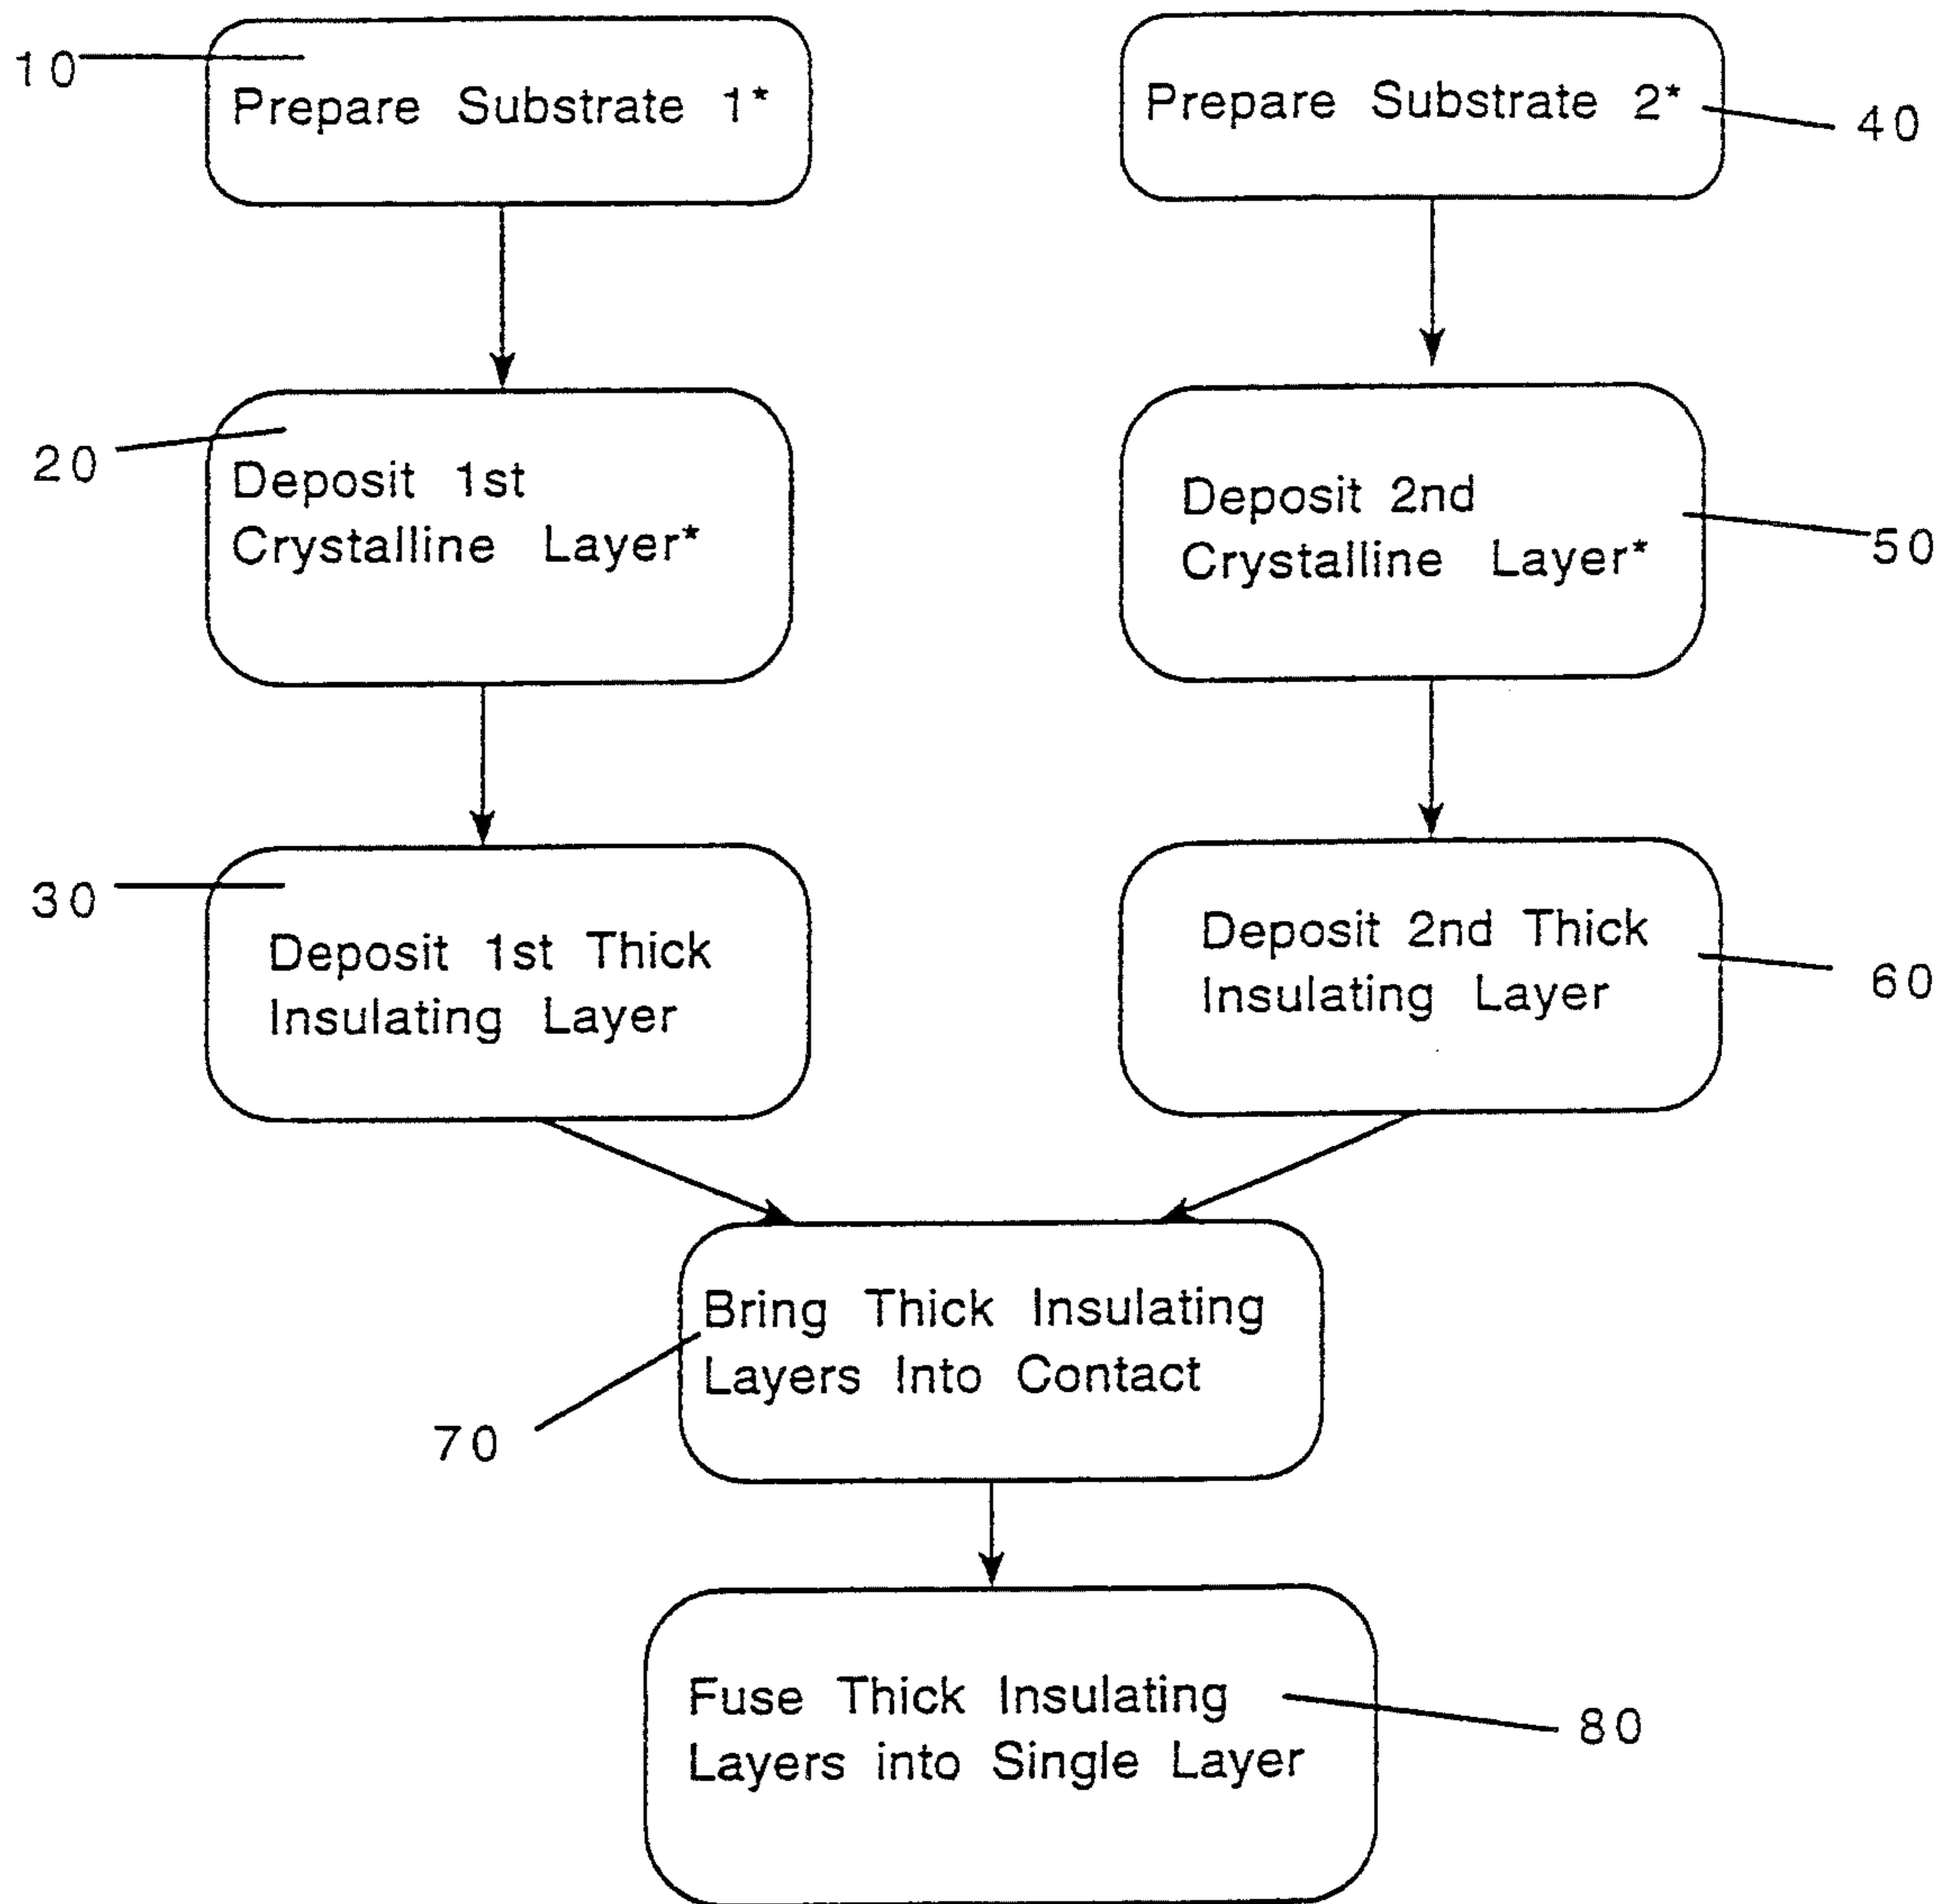 10
Prepare Substrate 1*
Prepare Substrate 2*
40
20
Deposit 1st
Crystalline Layer*
Deposit 2nd
Crystalline Layer*
50
30
Deposit 1st Thick
Insulating Layer
Deposit 2nd Thick
Insulating Layer
60
Bring Thick Insulating
Layers Into Contact
70
Fuse Thick Insulating
Layers into Single Layer
80